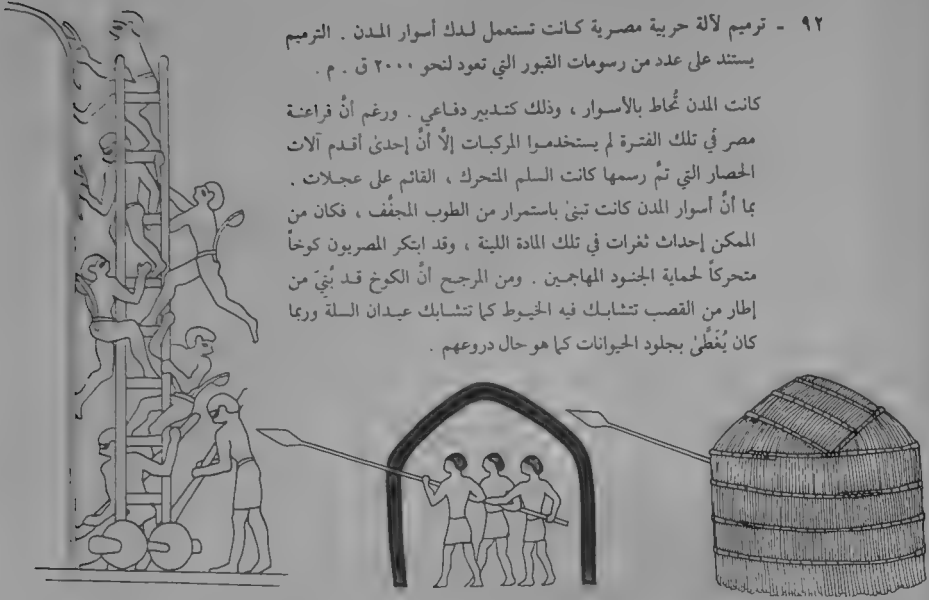 ٩٢ ـ ترميم لآلة حربية مصرية كانت تستعمل لدك أسوار المدن . الترميم
يستند على عدد من رسومات القبور التي تعود لنحو ٢٠٠٠ ق . م .
كانت المدن تُحاط بالأسوار ، وذلك كتدبير دفاعي . ورغم أنَّ فراعنة
مصر في تلك الفترة لم يستخدموا المركبات إلَّا أنَّ إحدىٰ أقدم آلات
الحصار التي تمَّ رسمها كانت السلم المتحرك ، القائم على عجلات .
بما أنَّ أسوار المدن كانت تبنىٰ باستمرار من الطوب المجفَّف ، فكان من
الممكن إحداث ثغرات في تلك المادة اللينة ، وقد ابتكر المصريون كوخاً
متحركاً لحماية الجنود المهاجمين . ومن المرجح أنَّ الكوخ قد بُنيَ من
إطار من القصب تتشابك فيه الخيوط كما تتشابك عيدان السلة وربما
كان يُغَطَّىٰ بجلود الحيوانات كما هو حال دروعهم .